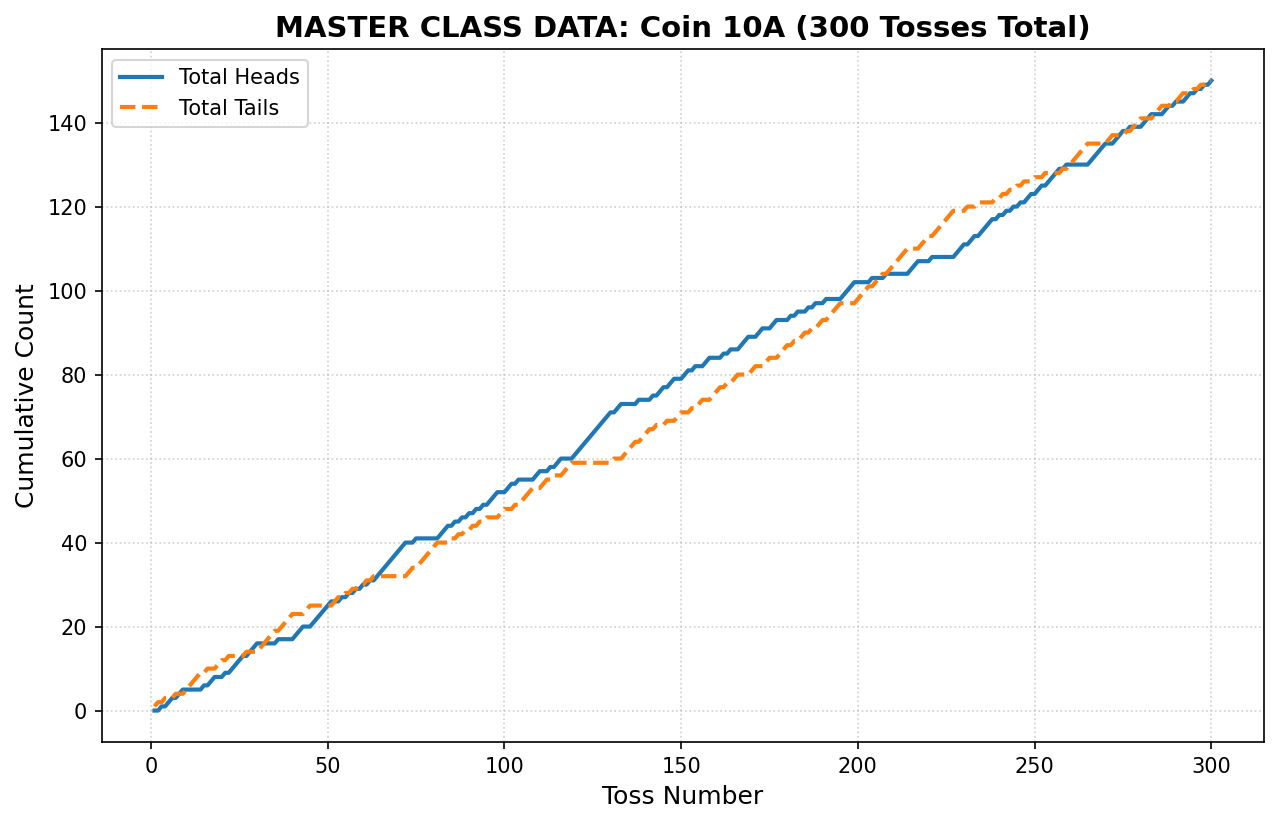 MASTER CLASS DATA: Coin 10A (300 Tosses Total)
Total Heads
Total Tails
Cumulative Count
140
120
100
80
60
40
20
0
0 50 100 150 200 250 300
Toss Number